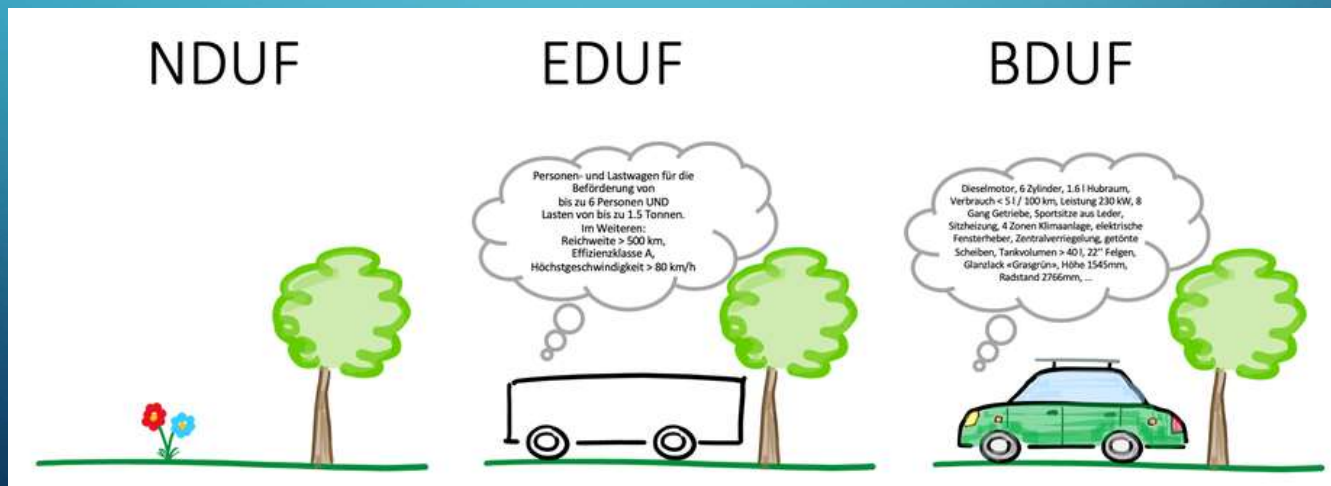 NDUF
EDUF
BDUF
Personen- und Lastwagen für die
Beförderung von
bis zu 6 Personen UND
Lasten von bis zu 1.5 Tonnen.
Im Weiteren:
Reichweite > 500 km,
Effizienzklasse A,
Höchstgeschwindigkeit > 80 km/h
Dieselmotor, 6 Zylinder, 1.6 l Hubraum,
Verbrauch < 5 l / 100 km, Leistung 230 kW, 8
Gang Getriebe, Sportsitze aus Leder,
Sitzheizung, 4 Zonen Klimaanlage, elektrische
Fensterheber, Zentralverriegelung, getönte
Scheiben, Tankvolumen > 40 l, 22'' Felgen,
Glanzlack «Grasgrün», Höhe 1545mm,
Radstand 2766mm, ...